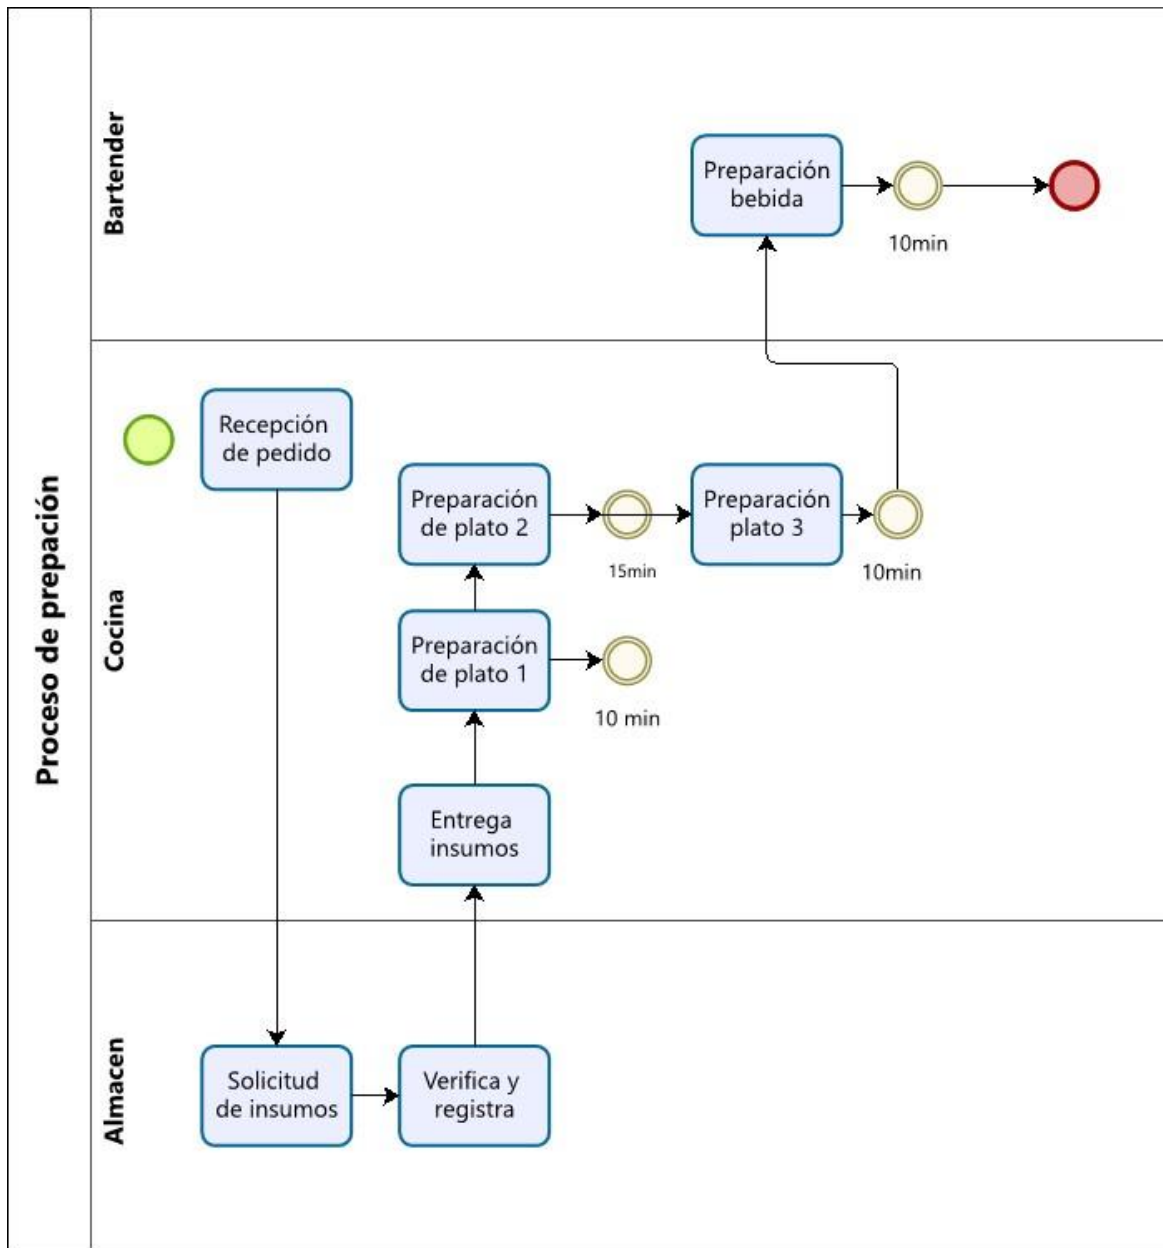 Proceso de prepación
Bartender
Preparación
bebida
10min
Cocina
Recepción
de pedido
Preparación
de plato 2
15min
Preparación
plato 3
10min
Preparación
de plato 1
10 min
Entrega
insumos
Almacen
Solicitud
de insumos
Verifica y
registra